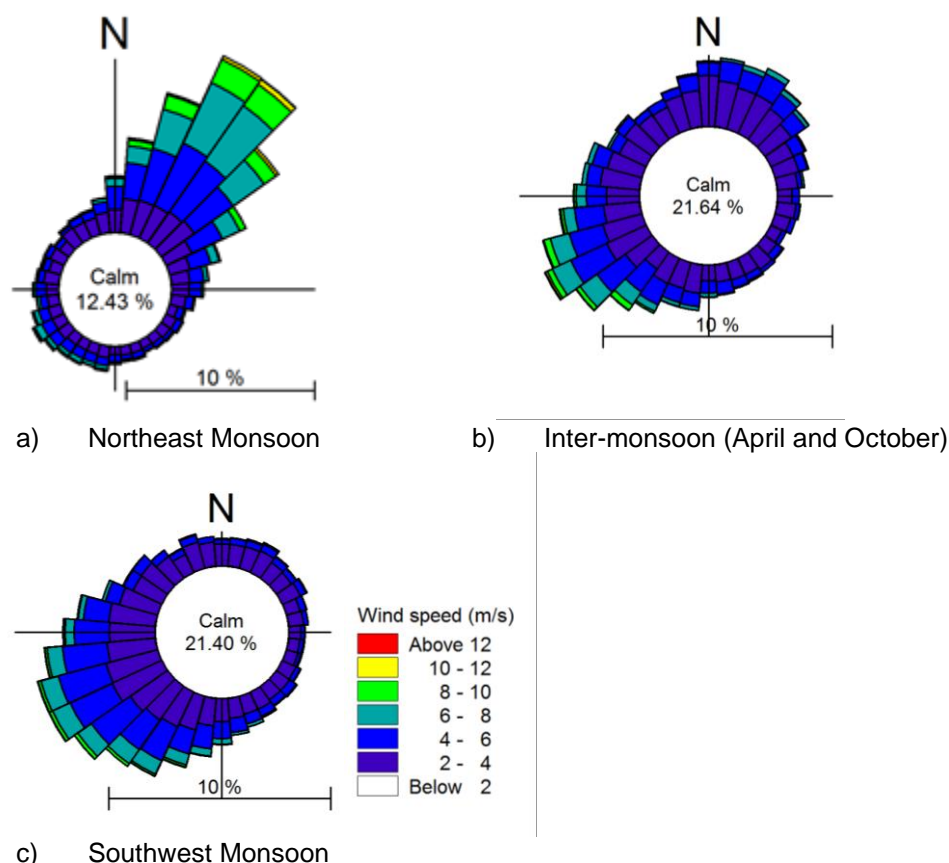 N
Calm
12.43 %
10 %
a) Northeast Monsoon
N
Calm
21.64 %
10 %
b) Inter-monsoon (April and October)
N
Calm
21.40 %
10 %
Wind speed (m/s)
Above 12
10 - 12
8 - 10
6 - 8
4 - 6
2 - 4
Below 2
c) Southwest Monsoon